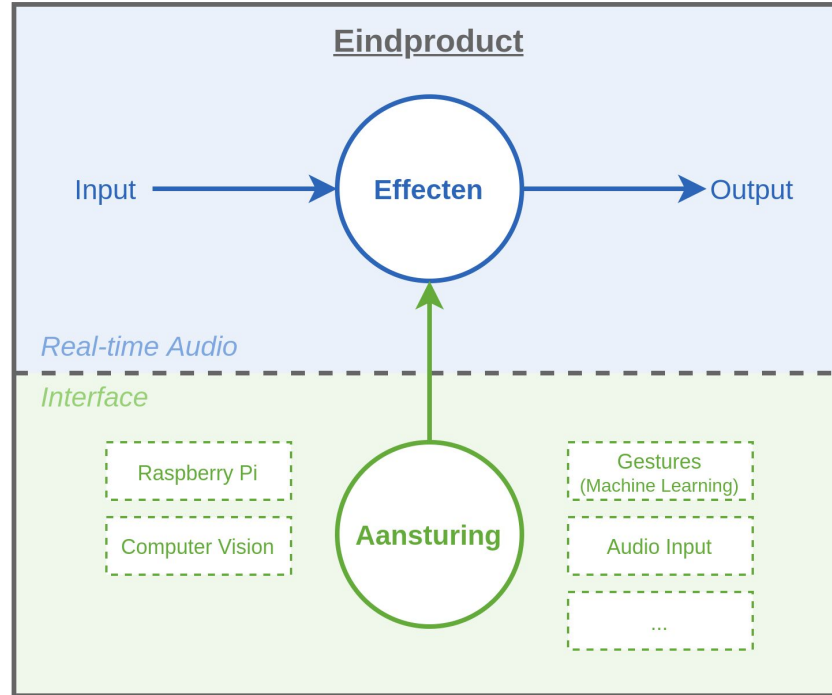 Eindproduct
Input
Effecten
Output
Real-time Audio
Interface
Raspberry Pi
Computer Vision
Aansturing
Gestures
(Machine Learning)
Audio Input
...